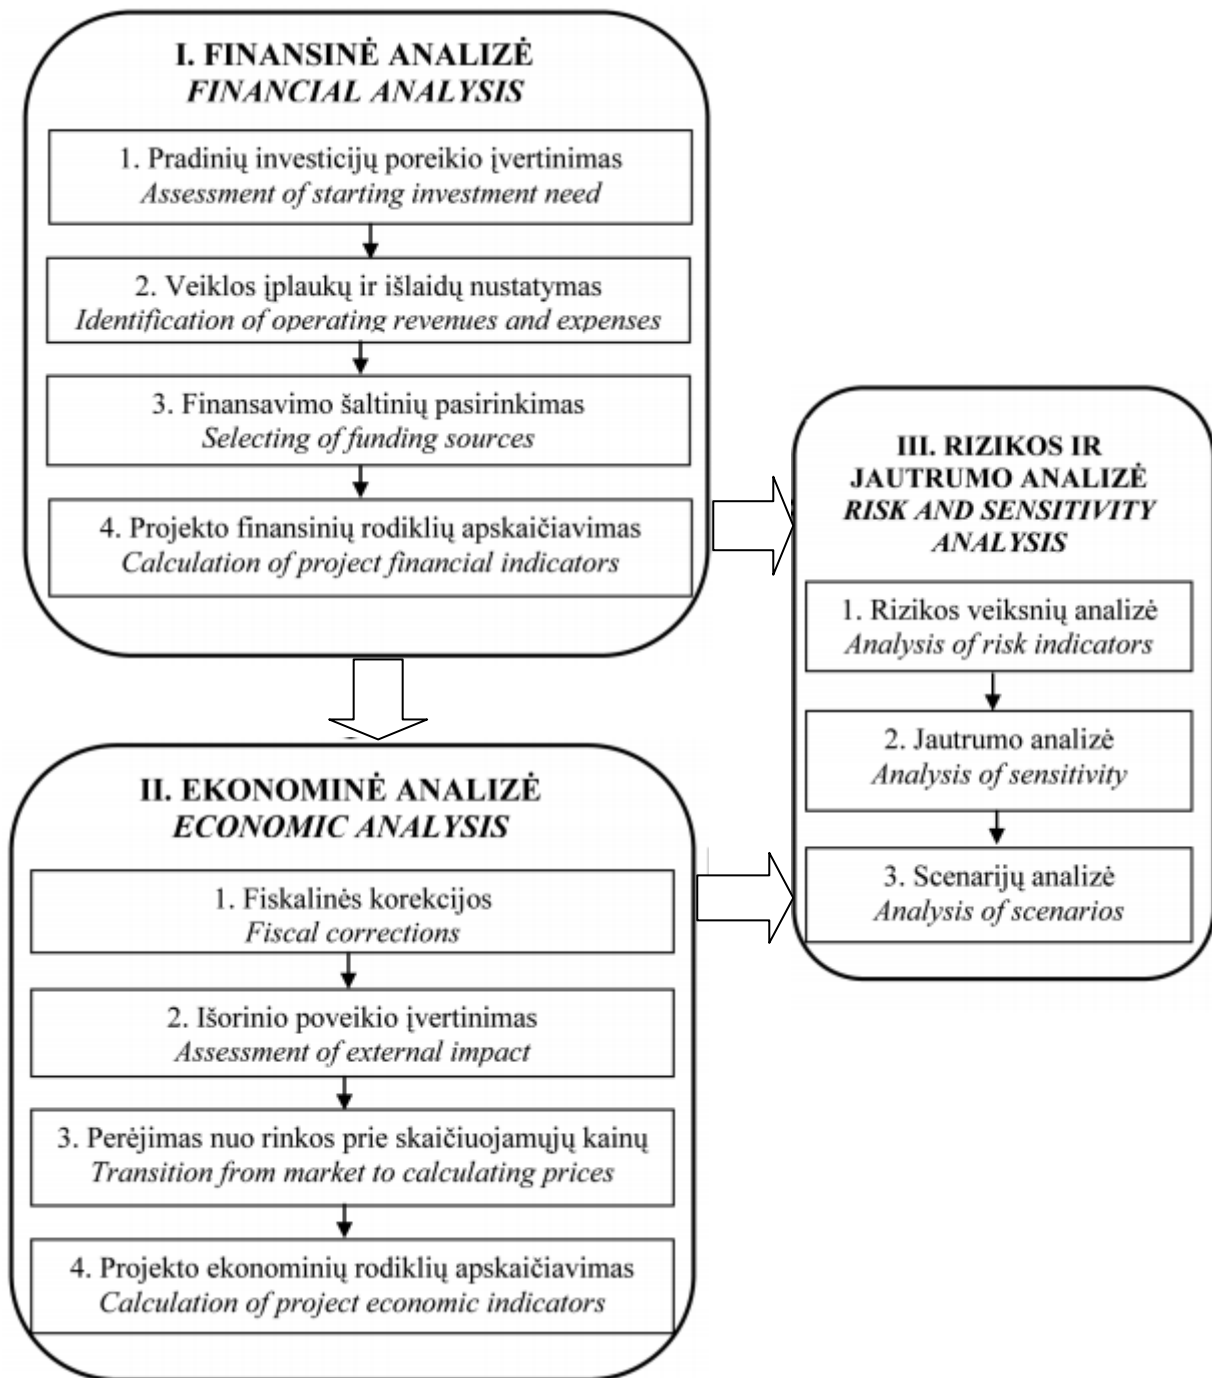 I. FINANSINĖ ANALIZĖ
FINANCIAL ANALYSIS
1. Pradinių investicijų poreikio įvertinimas
Assessment of starting investment need
2. Veiklos įplaukų ir išlaidų nustatymas
Identification of operating revenues and expenses
3. Finansavimo šaltinių pasirinkimas
Selecting of funding sources
4. Projekto finansinių rodiklių apskaičiavimas
Calculation of project financial indicators
II. EKONOMINĖ ANALIZĖ
ECONOMIC ANALYSIS
1. Fiskalinės korekcijos
Fiscal corrections
2. Išorinio poveikio įvertinimas
Assessment of external impact
3. Perėjimas nuo rinkos prie skaičiuojamųjų kainų
Transition from market to calculating prices
4. Projekto ekonominių rodiklių apskaičiavimas
Calculation of project economic indicators
III. RIZIKOS IR
JAUTRUMO ANALIZĖ
RISK AND SENSITIVITY
ANALYSIS
1. Rizikos veiksnių analizė
Analysis of risk indicators
2. Jautrumo analizė
Analysis of sensitivity
3. Scenarijų analizė
Analysis of scenarios